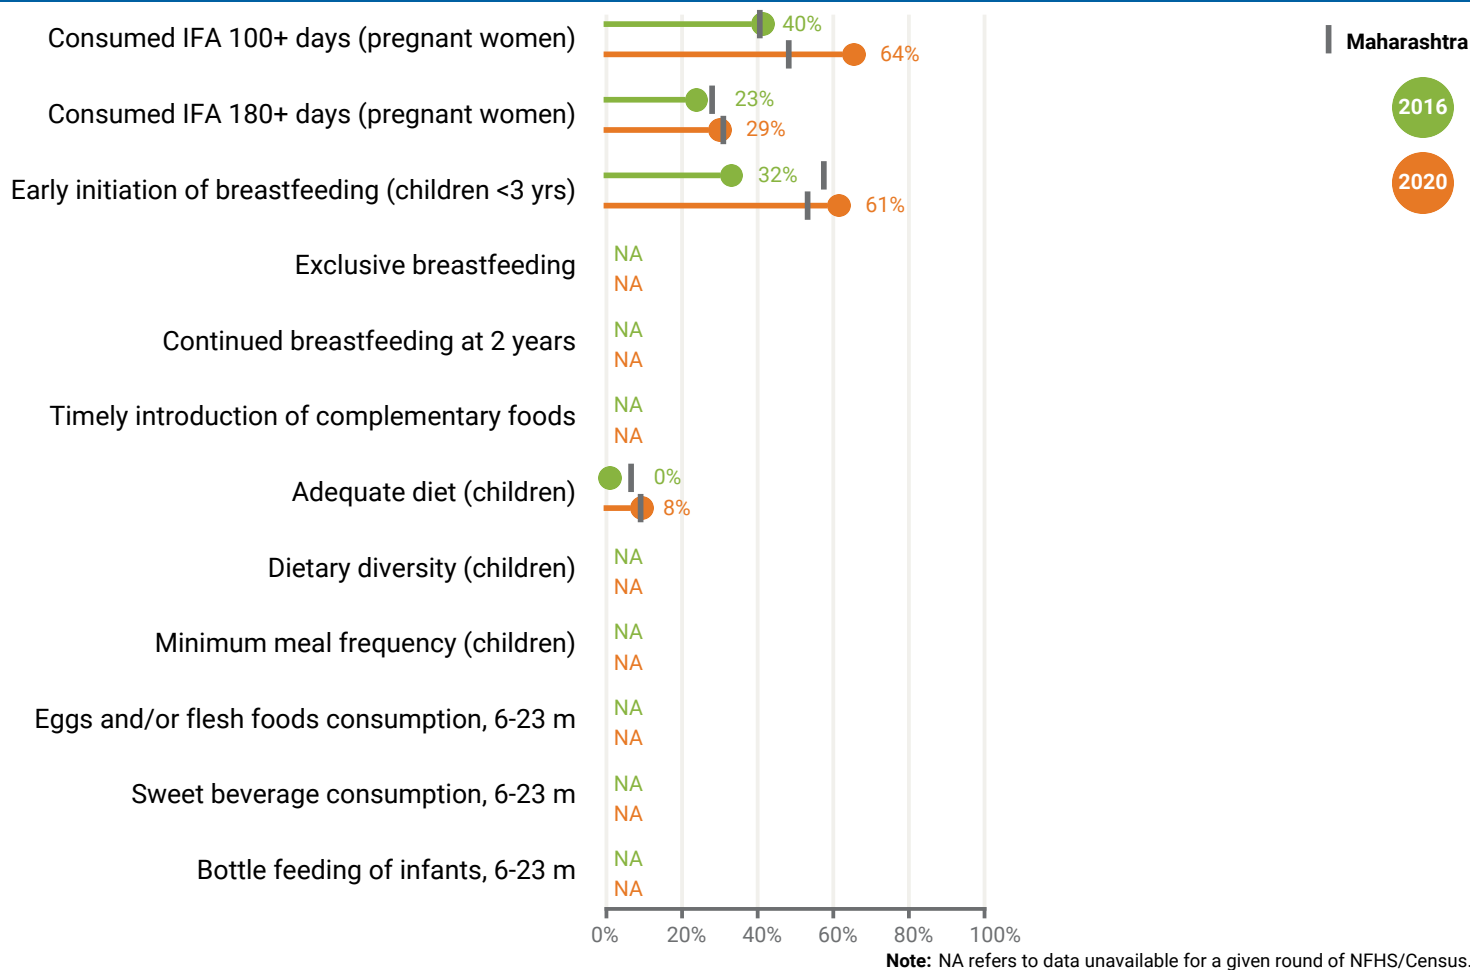 Consumed IFA 100+ days (pregnant women)
40%
64%
Maharashtra
2016
2020
Consumed IFA 180+ days (pregnant women)
23%
29%
Early initiation of breastfeeding (children <3 yrs)
32%
61%
Exclusive breastfeeding
NA
NA
Continued breastfeeding at 2 years
NA
NA
Timely introduction of complementary foods
NA
NA
Adequate diet (children)
0%
8%
Dietary diversity (children)
NA
NA
Minimum meal frequency (children)
NA
NA
Eggs and/or flesh foods consumption, 6-23 m
NA
NA
Sweet beverage consumption, 6-23 m
NA
NA
Bottle feeding of infants, 6-23 m
NA
NA
0% 20% 40% 60% 80% 100%
Note: NA refers to data unavailable for a given round of NFHS/Census.